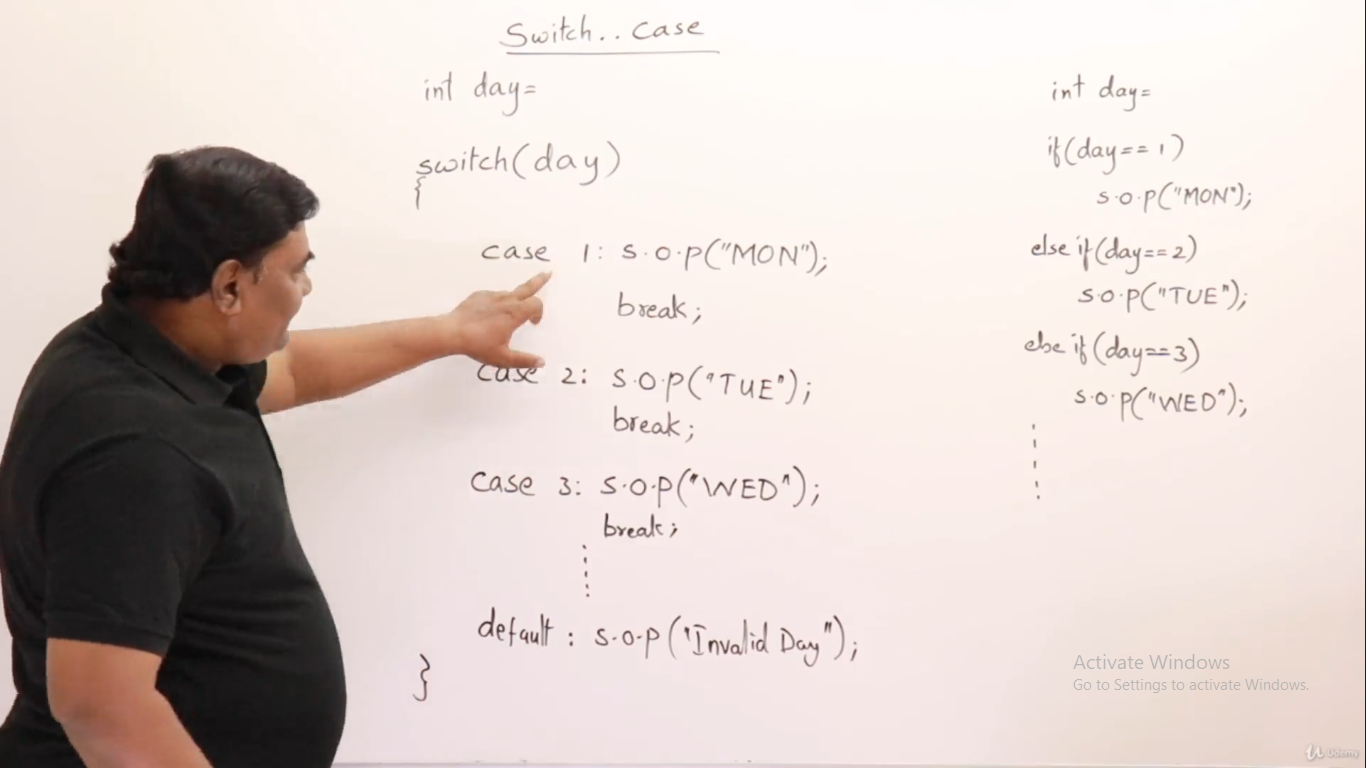 Switch.. Case
int day=
switch(day)
{
case 1: S.O.P("MON");
break;
case 2: S.O.P("TUE");
break;
Case 3: S.O.P("WED");
break;
default: S.O.P("Invalid Day");
}
int day=
if(day==1)
S.O.P("MON");
else if(day==2)
S.O.P("TUE");
else if(day==3)
S.O.P("WED");
Activate Windows
Go to Settings to activate Windows.
Udemy